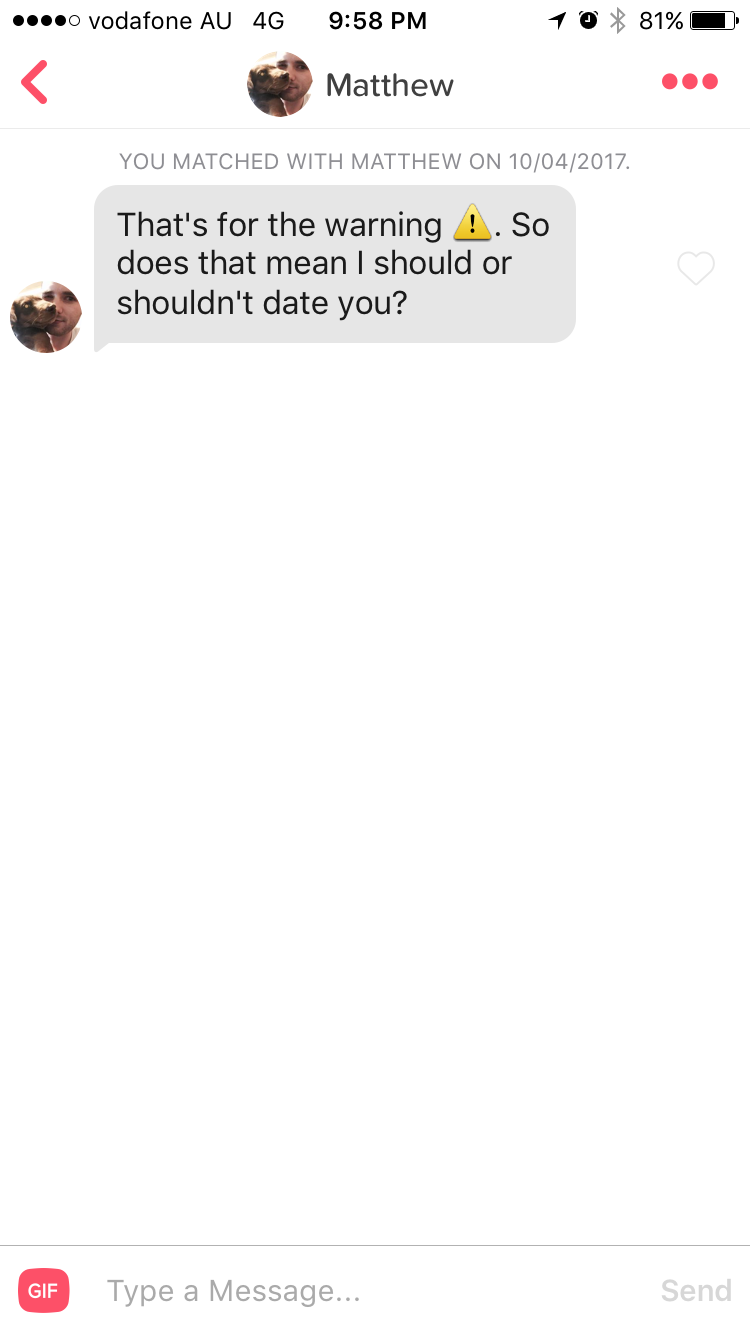 vodafone AU 4G 9:58 PM 81%
Matthew
YOU MATCHED WITH MATTHEW ON 10/04/2017.
That's for the warning ⚠️. So
does that mean I should or
shouldn't date you?
GIF Type a Message... Send